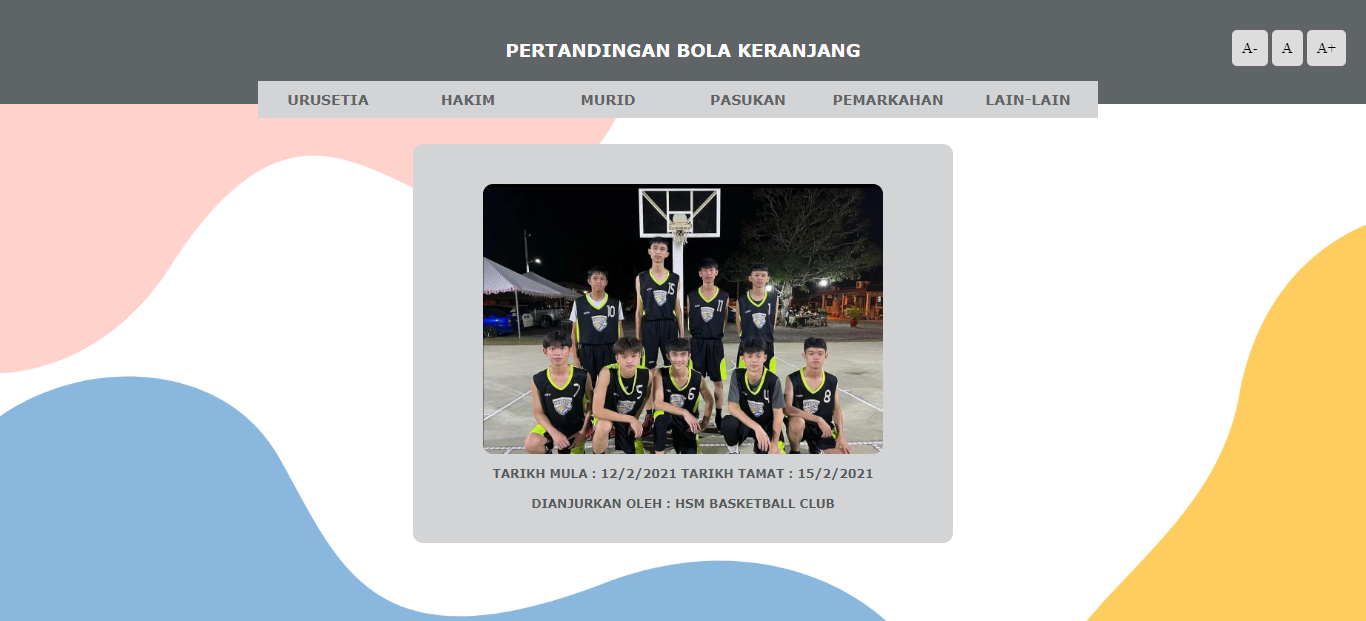 PERTANDINGAN BOLA KERANJANG
A- A A+
URUSETIA HAKIM MURID PASUKAN PEMARKAHAN LAIN-LAIN
15
10 11 1
7 5 6 4 8
TARIKH MULA : 12/2/2021 TARIKH TAMAT : 15/2/2021
DIANJURKAN OLEH : HSM BASKETBALL CLUB